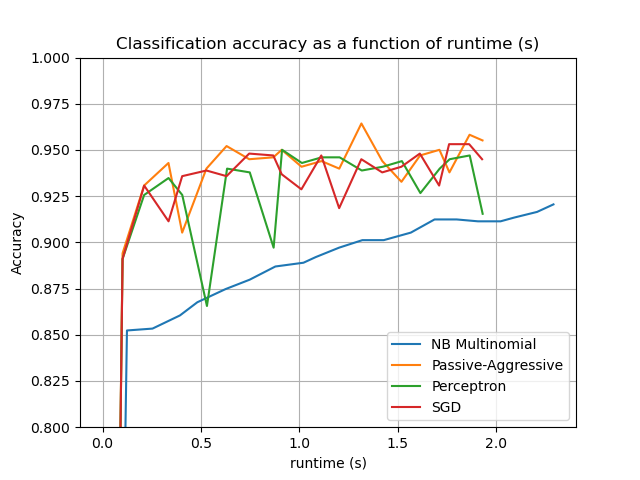 Classification accuracy as a function of runtime (s)
1.000
0.975
0.950
0.925
0.900
0.875
0.850
0.825
0.800
Accuracy
0.0 0.5 1.0 1.5 2.0
runtime (s)
NB Multinomial
Passive-Aggressive
Perceptron
SGD